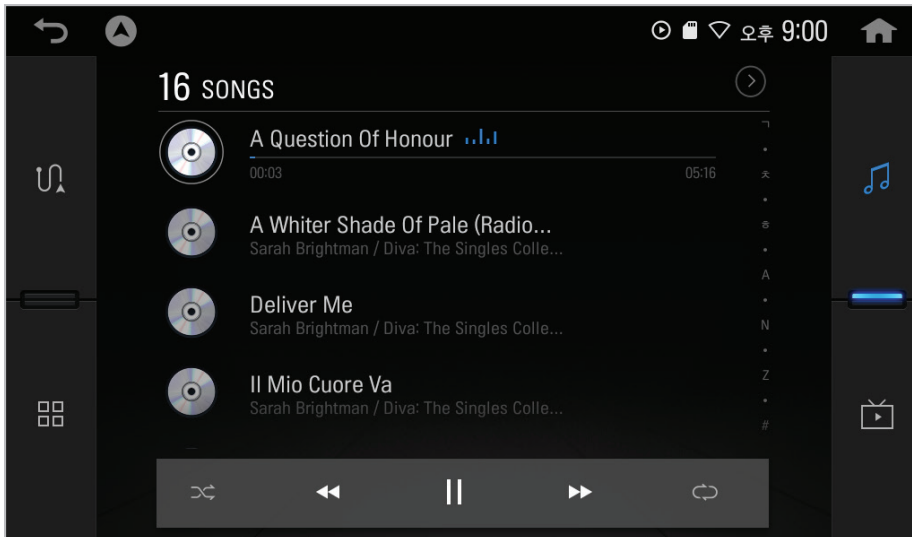 오후 9:00
16 SONGS
A Question Of Honour
00:03 05:16
A Whiter Shade Of Pale (Radio...
Sarah Brightman / Diva: The Singles Colle...
Deliver Me
Sarah Brightman / Diva: The Singles Colle...
Il Mio Cuore Va
Sarah Brightman / Diva: The Singles Colle...
ㄱ
•
ㅊ
•
ㅎ
•
A
•
N
•
Z
•
#